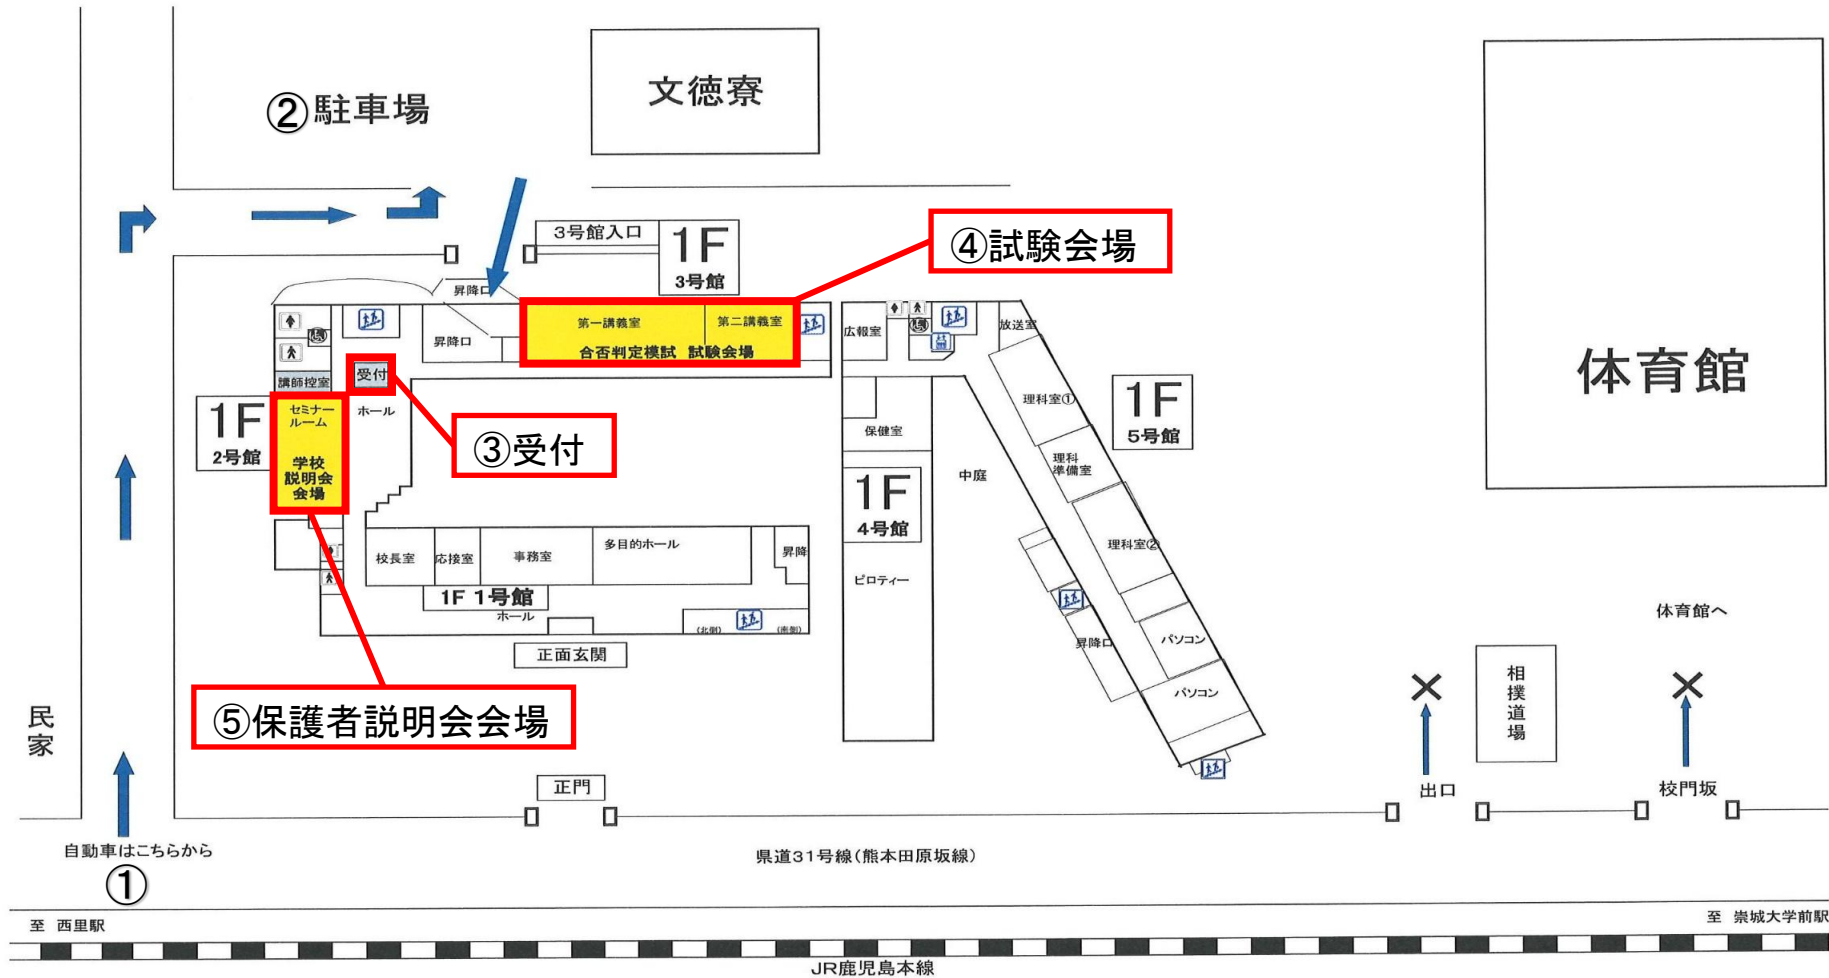 ②駐車場
文徳寮
体育館
3号館入口
1F
3号館
④試験会場
昇降口
昇降口
第一講義室
第二講義室
合否判定模試 試験会場
広報室
放送室
講師控室
受付
③受付
1F
2号館
セミナー
ルーム
学校
説明会
会場
ホール
保健室
1F
4号館
ピロティー
中庭
理科室①
理科
準備室
理科室②
1F
5号館
昇降口
パソコン
パソコン
校長室
応接室
事務室
多目的ホール
昇降
1F 1号館
ホール
(北側)
(南側)
正面玄関
⑤保護者説明会会場
民家
正門
体育館へ
相撲道場
出口
校門坂
自動車はこちらから
①
県道31号線(熊本田原坂線)
至 西里駅
至 崇城大学前駅
JR鹿児島本線